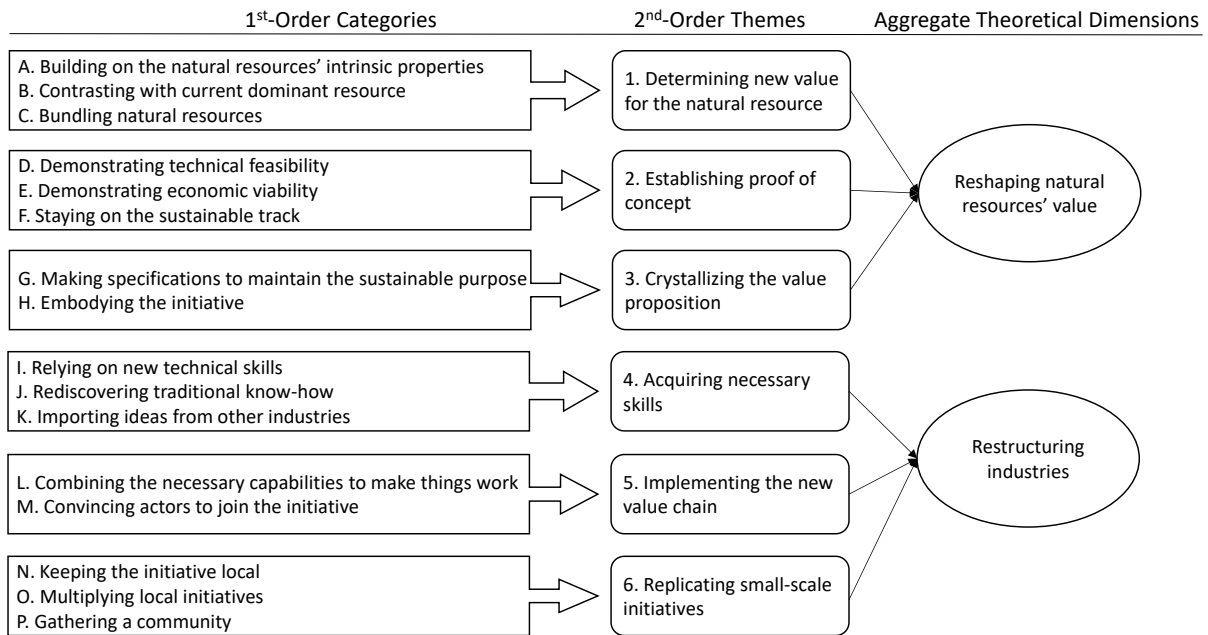 1st-Order Categories
2nd-Order Themes
Aggregate Theoretical Dimensions
A. Building on the natural resources’ intrinsic properties
B. Contrasting with current dominant resource
C. Bundling natural resources
1. Determining new value
for the natural resource
D. Demonstrating technical feasibility
E. Demonstrating economic viability
F. Staying on the sustainable track
2. Establishing proof of
concept
Reshaping natural
resources’ value
G. Making specifications to maintain the sustainable purpose
H. Embodying the initiative
3. Crystallizing the value
proposition
I. Relying on new technical skills
J. Rediscovering traditional know-how
K. Importing ideas from other industries
4. Acquiring necessary
skills
Restructuring
industries
L. Combining the necessary capabilities to make things work
M. Convincing actors to join the initiative
5. Implementing the new
value chain
N. Keeping the initiative local
O. Multiplying local initiatives
P. Gathering a community
6. Replicating small-scale
initiatives